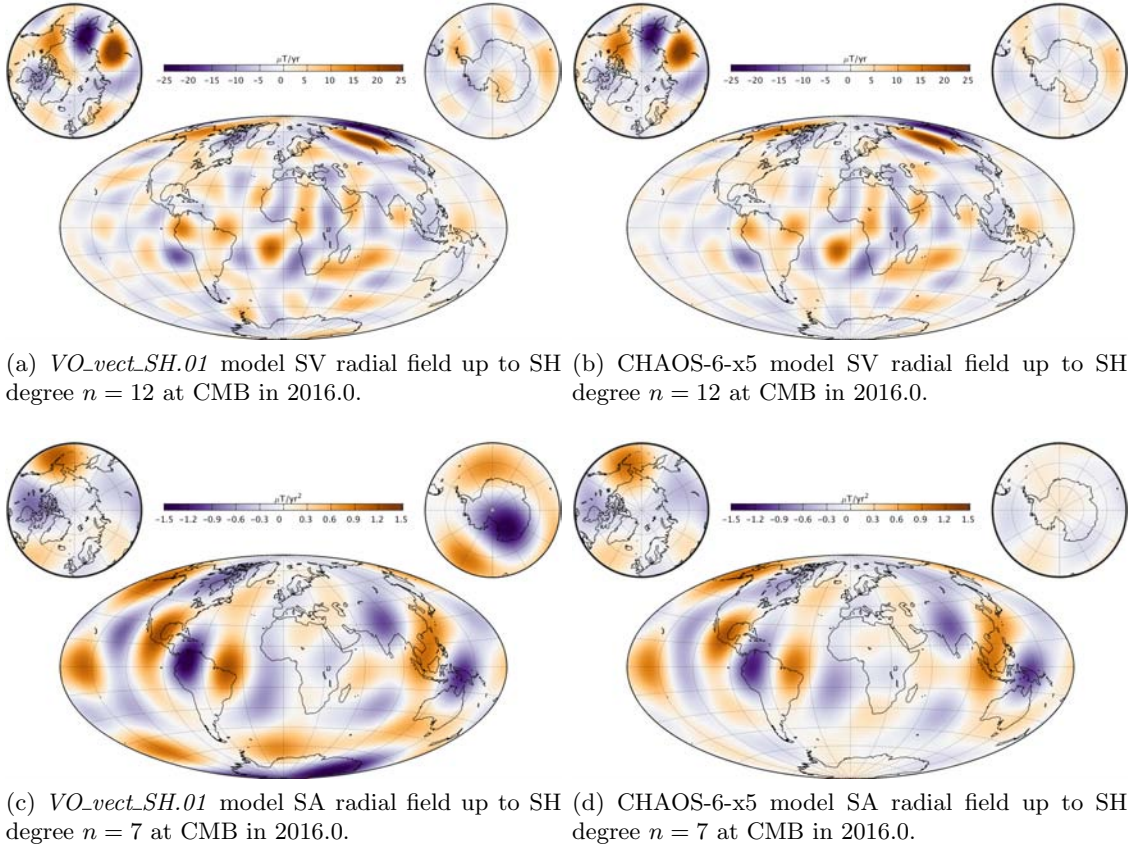 μT/yr
−25 −20 −15 −10 −5 0 5 10 15 20 25
μT/yr
−25 −20 −15 −10 −5 0 5 10 15 20 25
(a) VO_vect_SH.01 model SV radial field up to SH
degree n = 12 at CMB in 2016.0.
(b) CHAOS-6-x5 model SV radial field up to SH
degree n = 12 at CMB in 2016.0.
μT/yr²
−1.5 −1.2 −0.9 −0.6 −0.3 0 0.3 0.6 0.9 1.2 1.5
μT/yr²
−1.5 −1.2 −0.9 −0.6 −0.3 0 0.3 0.6 0.9 1.2 1.5
(c) VO_vect_SH.01 model SA radial field up to SH
degree n = 7 at CMB in 2016.0.
(d) CHAOS-6-x5 model SA radial field up to SH
degree n = 7 at CMB in 2016.0.